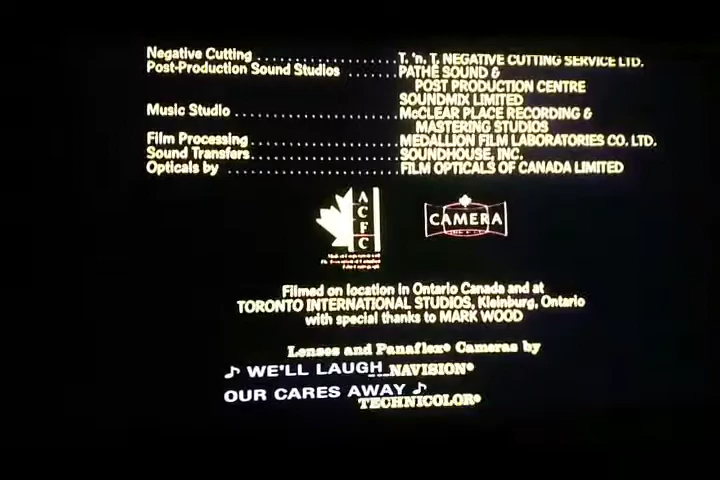 Negative Cutting .................... T. 'n. T. NEGATIVE CUTTING SERVICE LTD.
Post-Production Sound Studios ....... PATHE SOUND &
POST PRODUCTION CENTRE
SOUNDMIX LIMITED
Music Studio ........................ McCLEAR PLACE RECORDING &
MASTERING STUDIOS
Film Processing ..................... MEDALLION FILM LABORATORIES CO. LTD.
Sound Transfers ..................... SOUNDHOUSE, INC.
Opticals by ......................... FILM OPTICALS OF CANADA LIMITED
ACFC
CAMERA
Filmed on location in Ontario Canada and at
TORONTO INTERNATIONAL STUDIOS, Kleinburg, Ontario
with special thanks to MARK WOOD
Lenses and Panaflex® Cameras by
♪ WE'LL LAUGH NAVISION®
OUR CARES AWAY ♪
TECHNICOLOR®